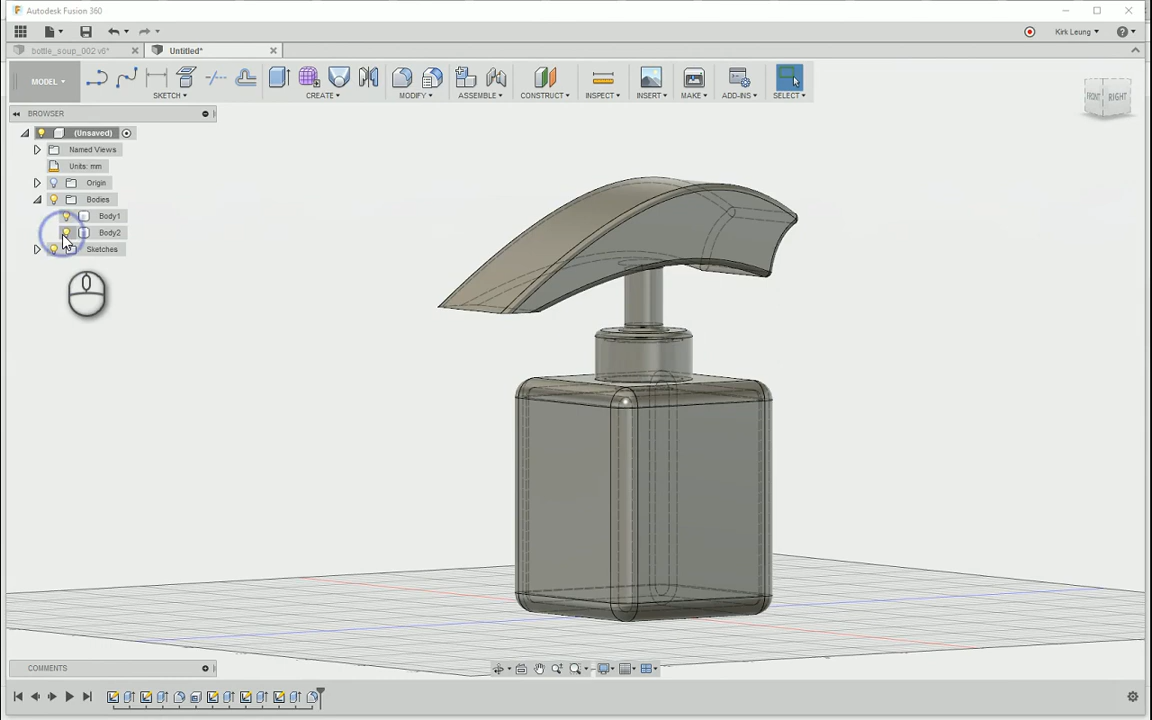 Autodesk Fusion 360
Kirk Leung
bottle_soup_002 v6*
Untitled*
MODEL
SKETCH
CREATE
MODIFY
ASSEMBLE
CONSTRUCT
INSPECT
INSERT
MAKE
ADD-INS
SELECT
FRONT
RIGHT
BROWSER
(Unsaved)
Named Views
Units: mm
Origin
Bodies
Body1
Body2
Sketches
COMMENTS